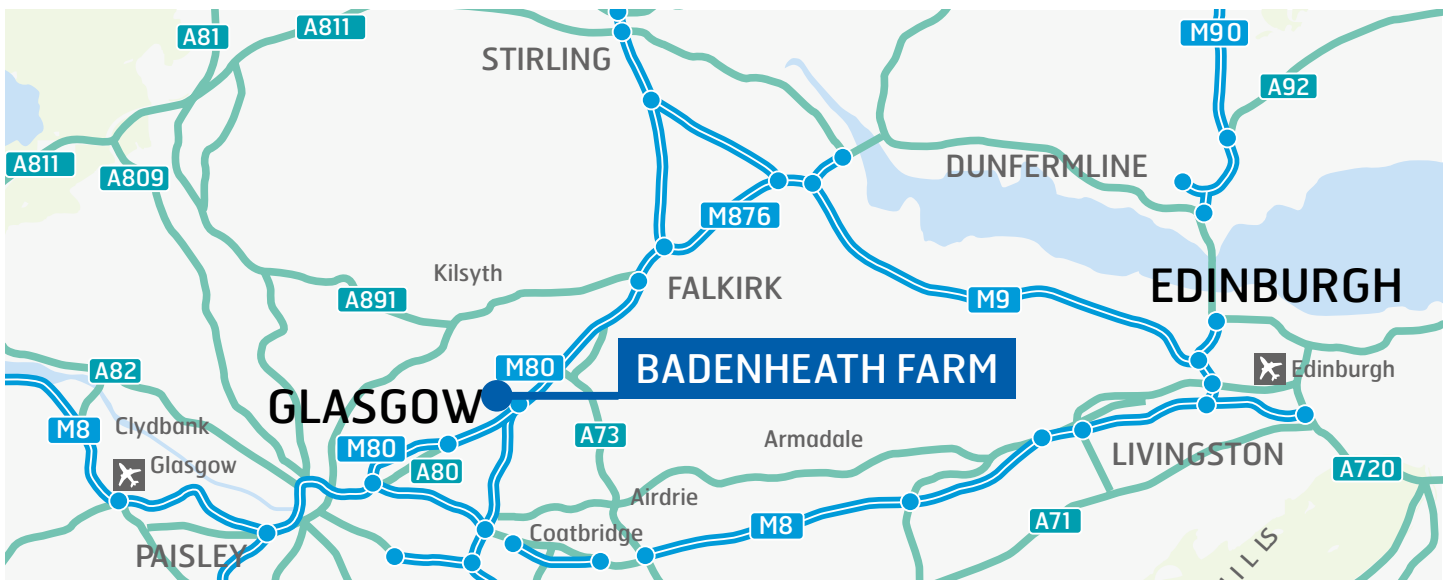 A81
A811
STIRLING
M90
A92
A811
A809
DUNFERMLINE
M876
Kilsyth
A891
FALKIRK
M9
EDINBURGH
M80
BADENHEATH FARM
A82
GLASGOW
Edinburgh
M8
Clydbank
M80
A73
Armadale
LIVINGSTON
Glasgow
A80
A720
Airdrie
M8
A71
Coatbridge
PAISLEY
HILLS